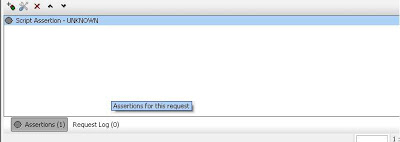 Script Assertion - UNKNOWN
Assertions for this request
Assertions (1) Request Log (0)